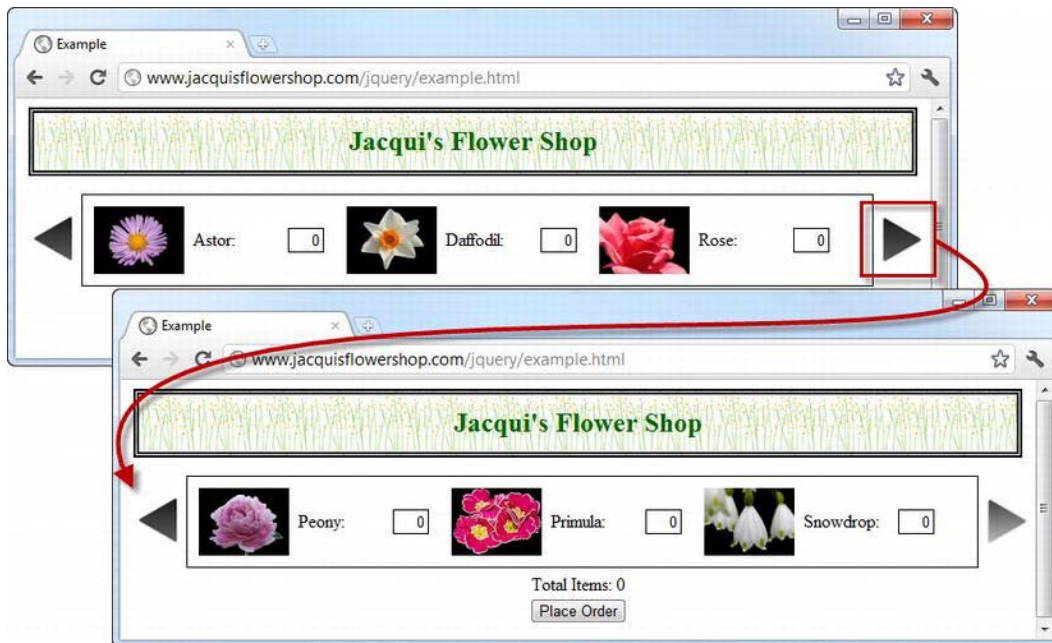 Example
www.jacquisflowershop.com/jquery/example.html
Jacqui's Flower Shop
Astor: 0 Daffodil: 0 Rose: 0
Example
www.jacquisflowershop.com/jquery/example.html
Jacqui's Flower Shop
Peony: 0 Primula: 0 Snowdrop: 0
Total Items: 0
Place Order